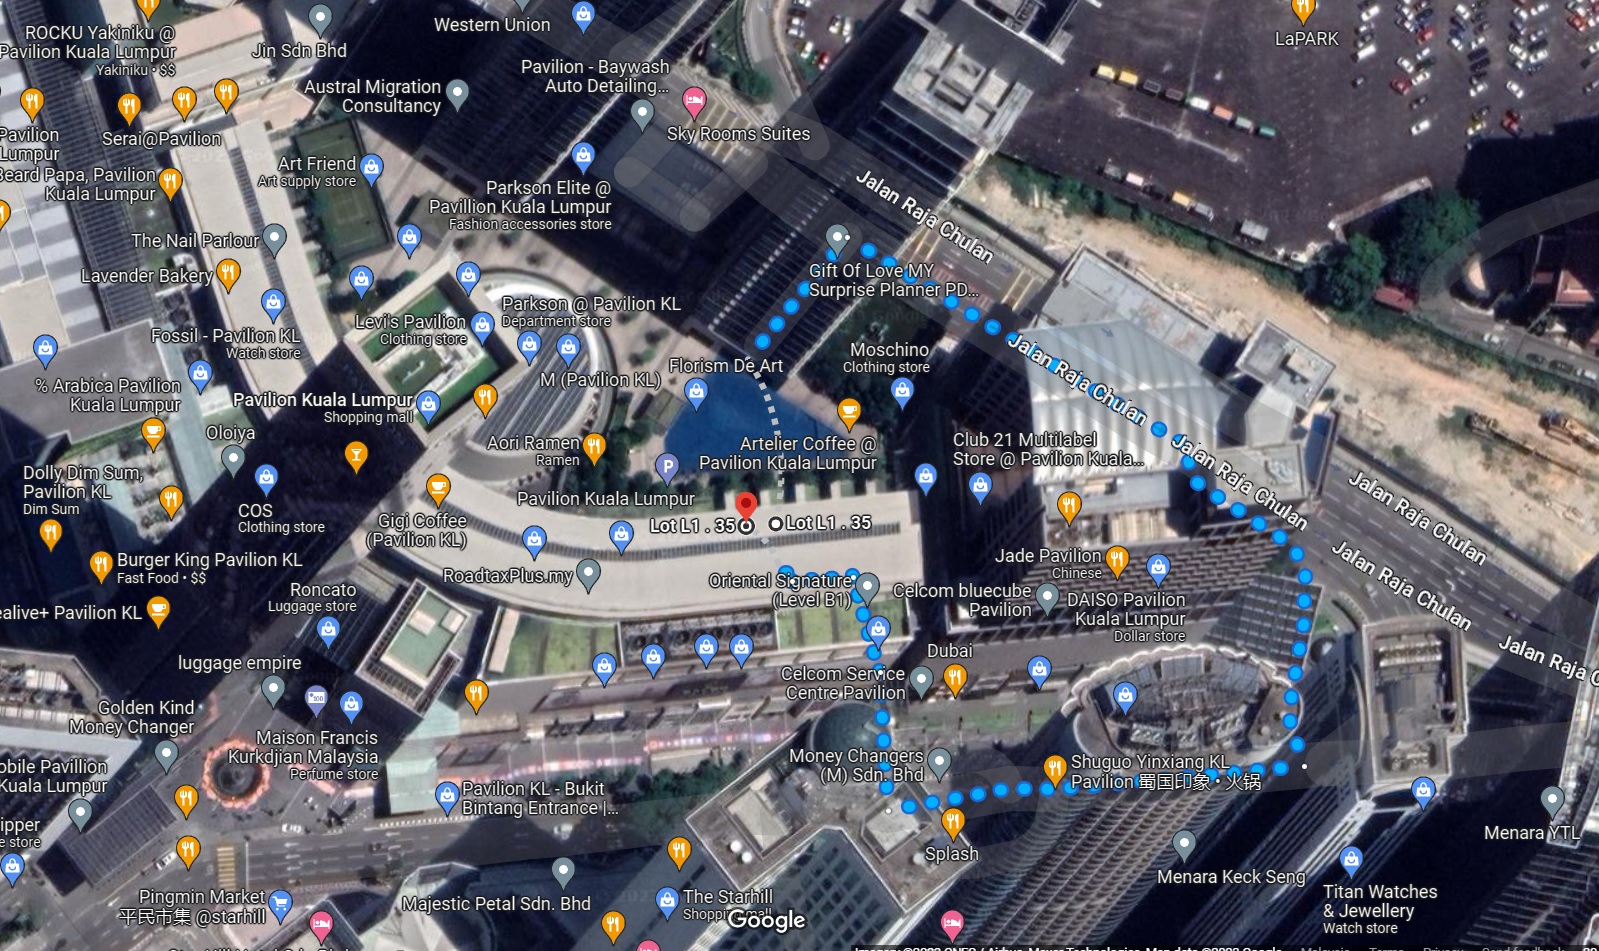 Western Union
ROCKU Yakiniku @
Pavilion Kuala Lumpur
Yakiniku • $$
Jin Sdn Bhd
LaPARK
Pavilion - Baywash
Auto Detailing...
Austral Migration
Consultancy
Sky Rooms Suites
Serai@Pavilion
Pavilion
Lumpur
Art Friend
Art supply store
Beard Papa, Pavilion
Kuala Lumpur
Parkson Elite @
Pavillion Kuala Lumpur
Fashion accessories store
Jalan Raja Chulan
The Nail Parlour
Lavender Bakery
Gift Of Love MY
Surprise Planner PD...
Parkson @ Pavilion KL
Department store
Levi's Pavilion
Clothing store
Fossil - Pavilion KL
Watch store
Moschino
Clothing store
Jalan Raja Chulan
Florism De Art
M (Pavilion KL)
% Arabica Pavilion
Kuala Lumpur
Pavilion Kuala Lumpur
Shopping mall
Oloiya
Aori Ramen
Ramen
Artelier Coffee @
Pavilion Kuala Lumpur
Club 21 Multilabel
Store @ Pavilion Kuala...
Jalan Raja Chulan
Jalan Raja Chulan
Dolly Dim Sum,
Pavilion KL
Dim Sum
Pavilion Kuala Lumpur
COS
Clothing store
Gigi Coffee
(Pavilion KL)
Lot L1 . 35
Lot L1 . 35
Jalan Raja Chulan
Burger King Pavilion KL
Fast Food • $$
RoadtaxPlus.my
Oriental Signature
(Level B1)
Jade Pavilion
Chinese
Celcom bluecube
Pavilion
DAISO Pavilion
Kuala Lumpur
Dollar store
Roncato
Luggage store
ealive+ Pavilion KL
Jalan Raja C
luggage empire
Dubai
Celcom Service
Centre Pavilion
Golden Kind
Money Changer
Maison Francis
Kurkdjian Malaysia
Perfume store
Money Changers
(M) Sdn. Bhd
Shuguo Yinxiang KL
Pavilion 蜀国印象 • 火锅
obile Pavillion
Kuala Lumpur
Pavilion KL - Bukit
Bintang Entrance |...
ipper
e store
Splash
Menara YTL
Menara Keck Seng
Pingmin Market
平民市集 @starhill
Majestic Petal Sdn. Bhd
The Starhill
Shopping mall
Google
Titan Watches
& Jewellery
Watch store